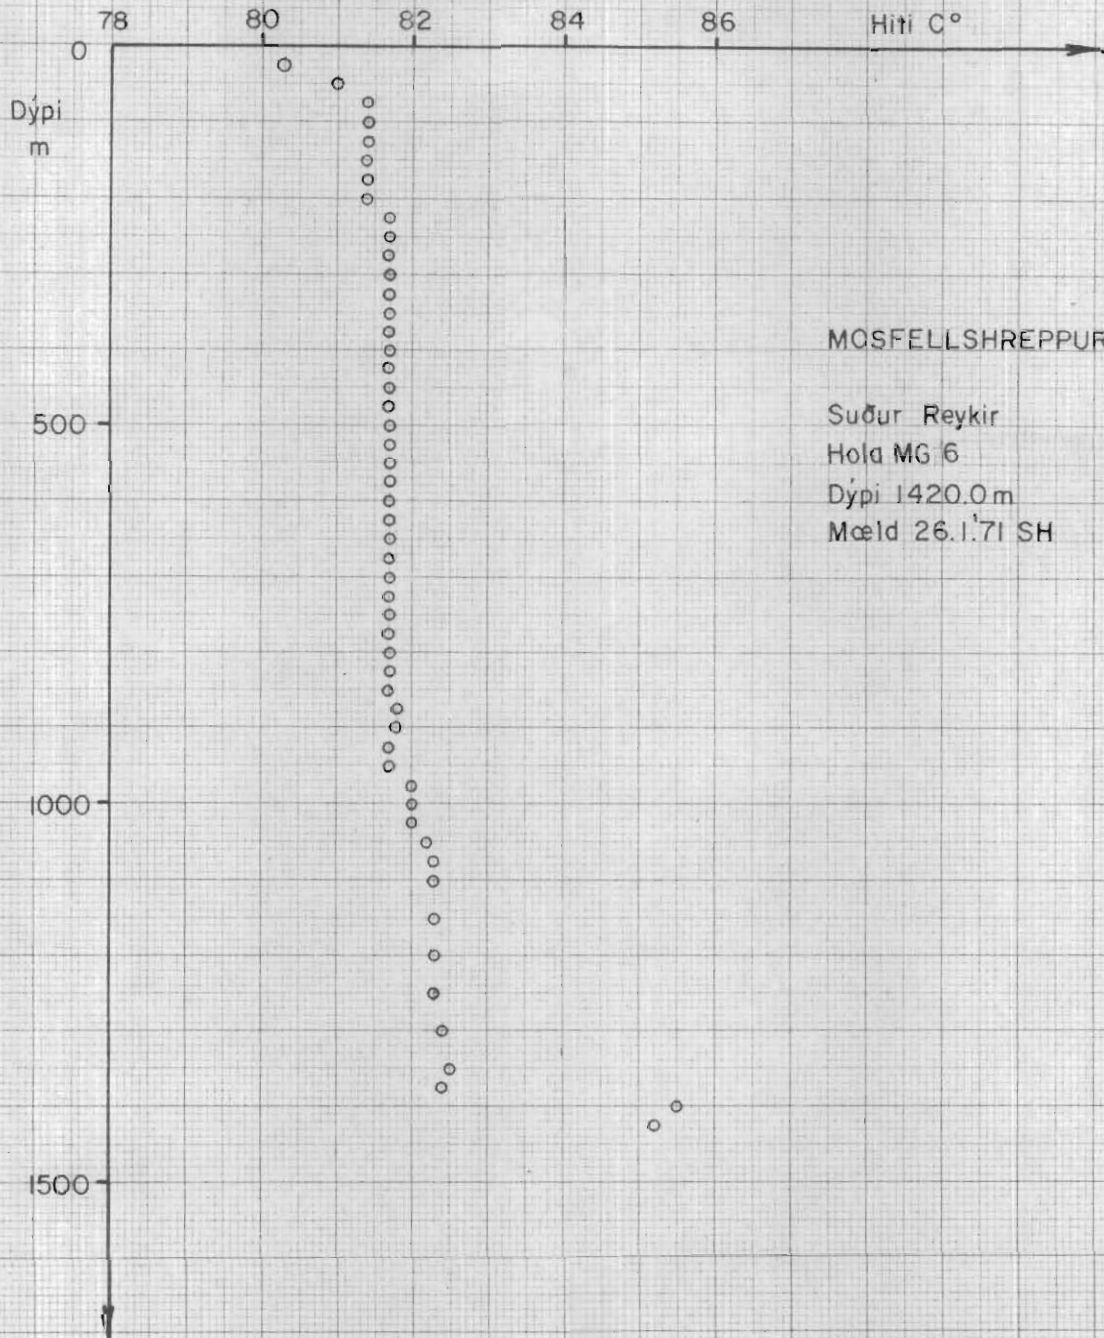 78 80 82 84 86 Hiti C°
0
Dýpi
m
MOSFELLSHREPPUR
500
Suður Reykir
Hola MG 6
Dýpi 1420.0 m
Mæld 26.1.'71 SH
1000
1500